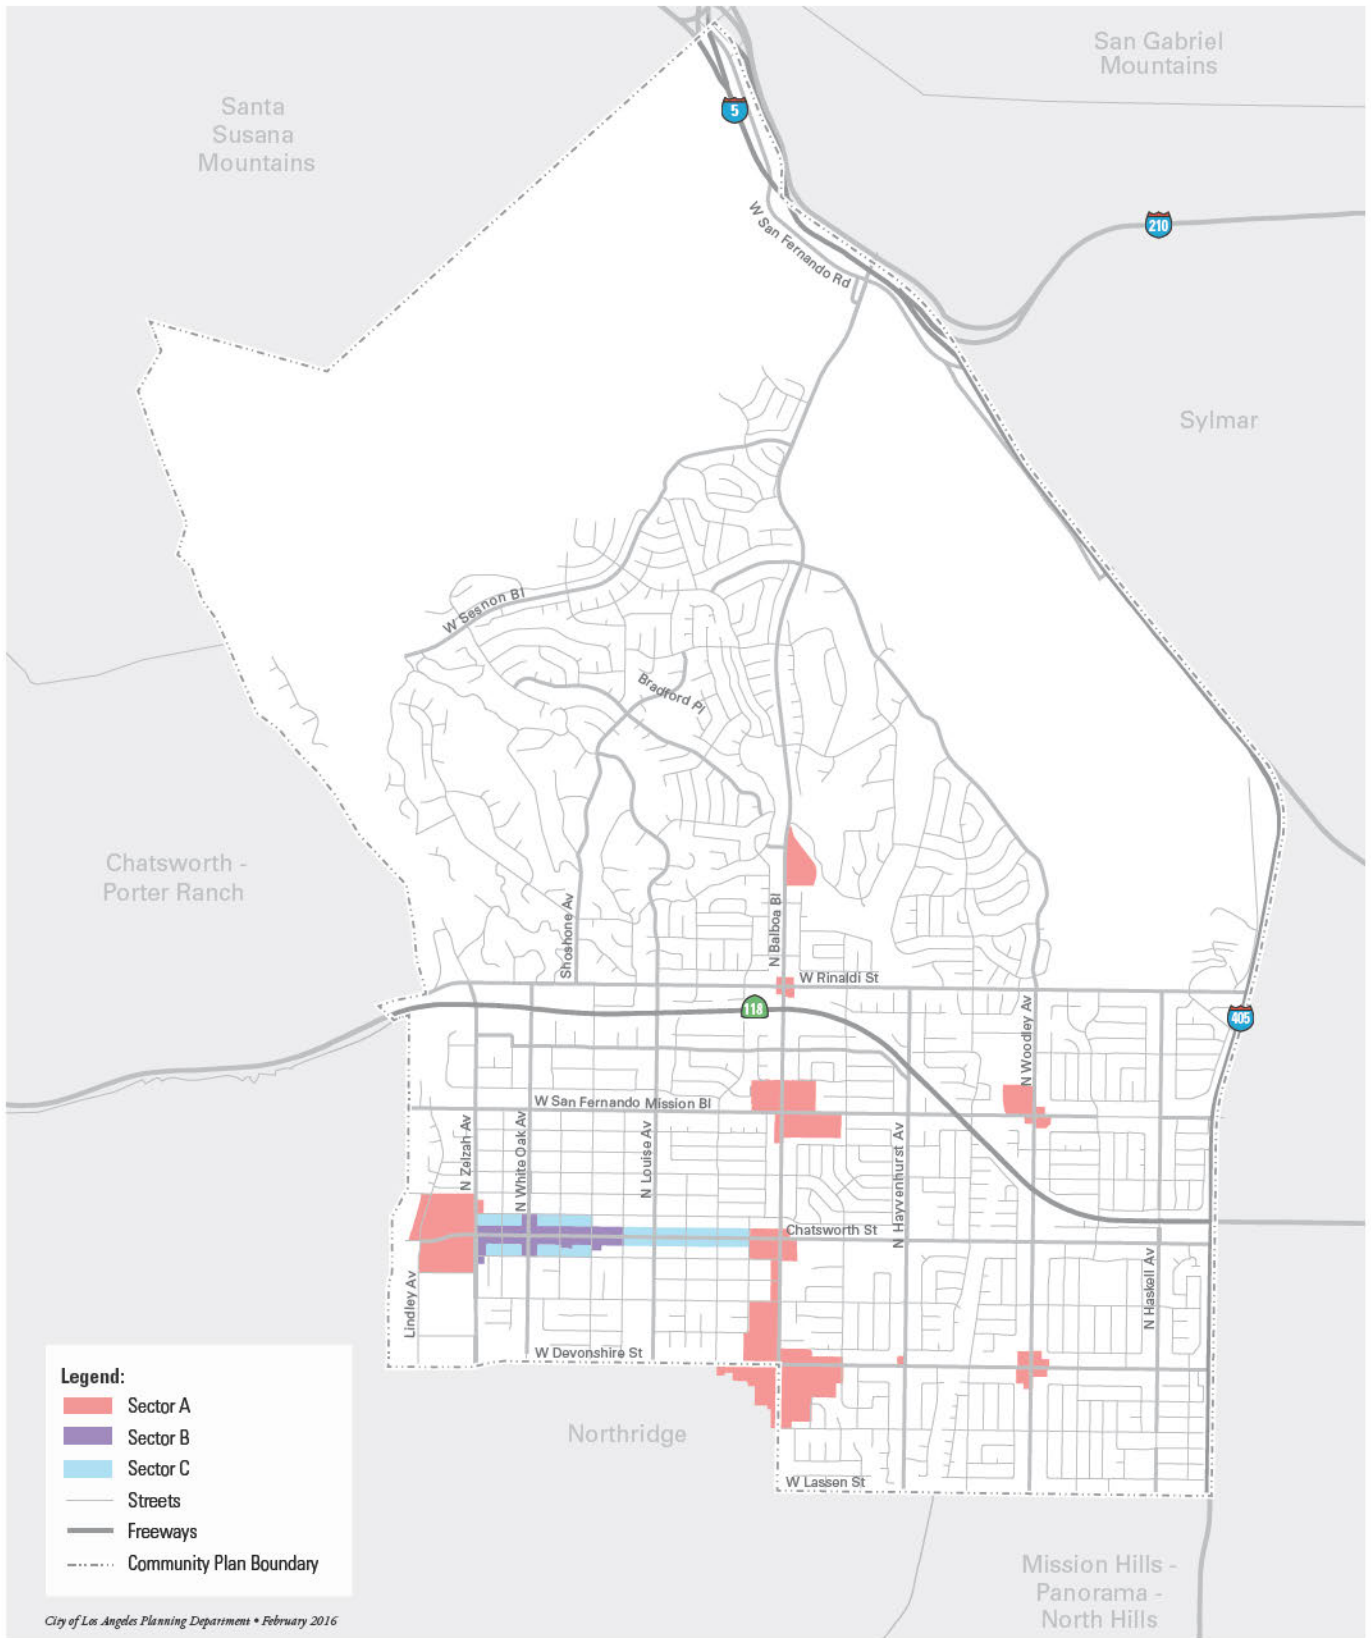 San Gabriel
Mountains
Santa
Susana
Mountains
5
210
W San Fernando Rd
Sylmar
W Sesnon Bl
Bradford Pl
Chatsworth -
Porter Ranch
Shoshone Av
N Balboa Bl
W Rinaldi St
118
405
N Woodley Av
W San Fernando Mission Bl
N Zelzah Av
N White Oak Av
N Louise Av
N Hayvenhurst Av
Chatsworth St
Lindley Av
N Haskell Av
W Devonshire St
Legend:
Sector A
Sector B
Sector C
Streets
Freeways
Community Plan Boundary
Northridge
W Lassen St
Mission Hills -
Panorama -
North Hills
City of Los Angeles Planning Department • February 2016